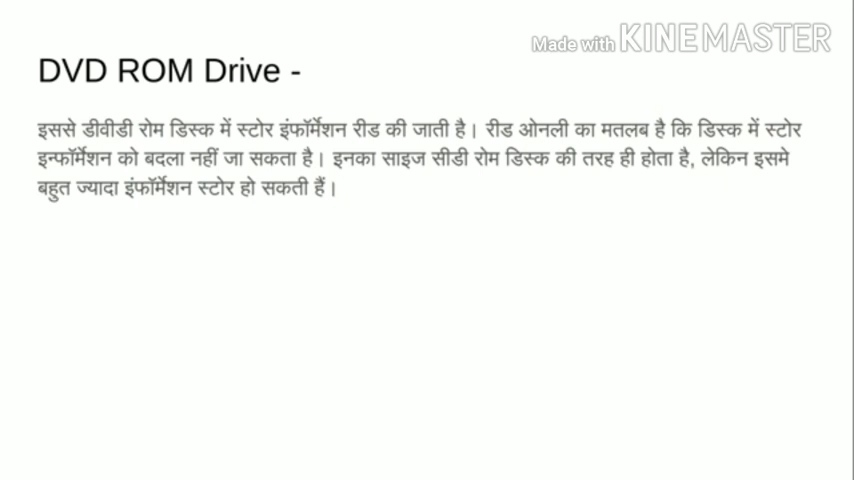 Made with KINEMASTER
DVD ROM Drive -
इससे डीवीडी रोम डिस्क में स्टोर इंफॉर्मेशन रीड की जाती है। रीड ओनली का मतलब है कि डिस्क में स्टोर
इन्फॉर्मेशन को बदला नहीं जा सकता है। इनका साइज सीडी रोम डिस्क की तरह ही होता है, लेकिन इसमे
बहुत ज्यादा इंफॉर्मेशन स्टोर हो सकती हैं।